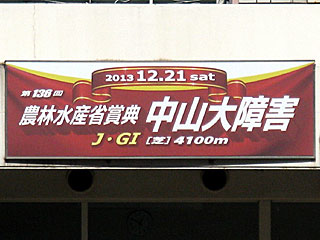 2013 12.21 sat
第136回
農林水産省賞典 中山大障害
J・GI [芝] 4100m